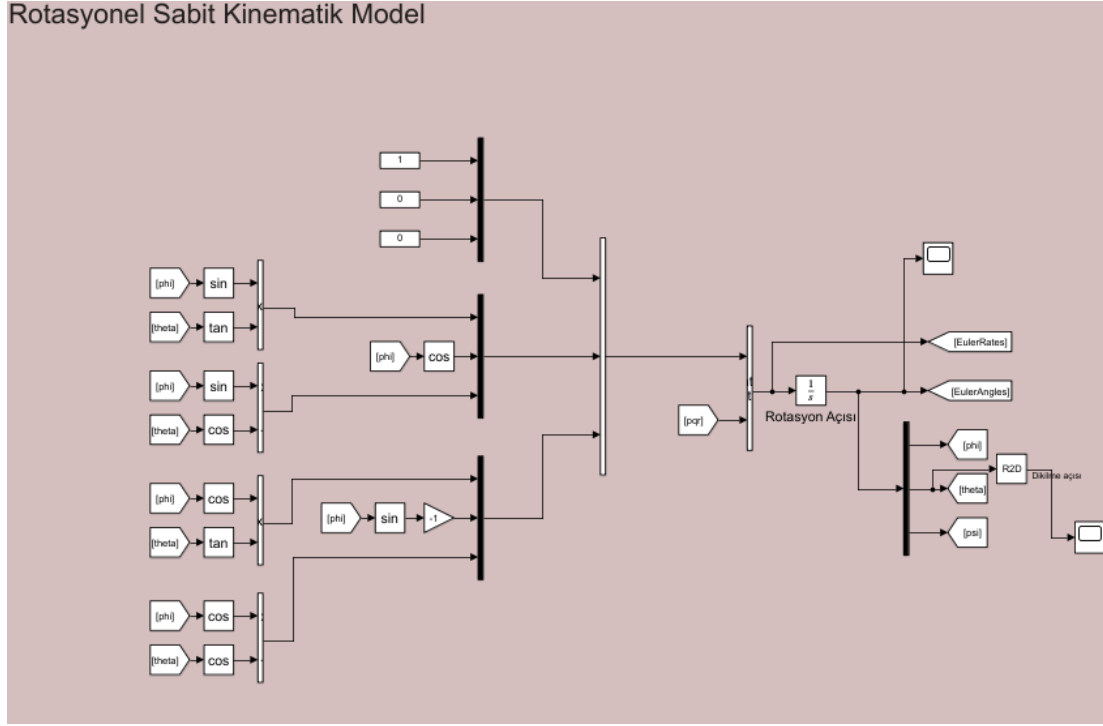 Rotasyonel Sabit Kinematik Model
1
0
0
[phi]
sin
[theta]
tan
[phi]
cos
[phi]
sin
[theta]
cos
[phi]
cos
[theta]
tan
[phi]
sin
-1
[phi]
cos
[theta]
cos
[pqr]
1
s
Rotasyon Açısı
[EulerRates]
[EulerAngles]
[phi]
[theta]
[psi]
R2D
Dikilme açısı